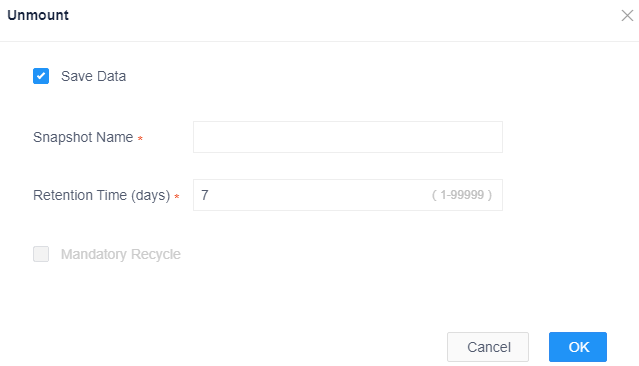 Unmount
Save Data
Snapshot Name *
Retention Time (days) * 7 ( 1-99999 )
Mandatory Recycle
Cancel OK